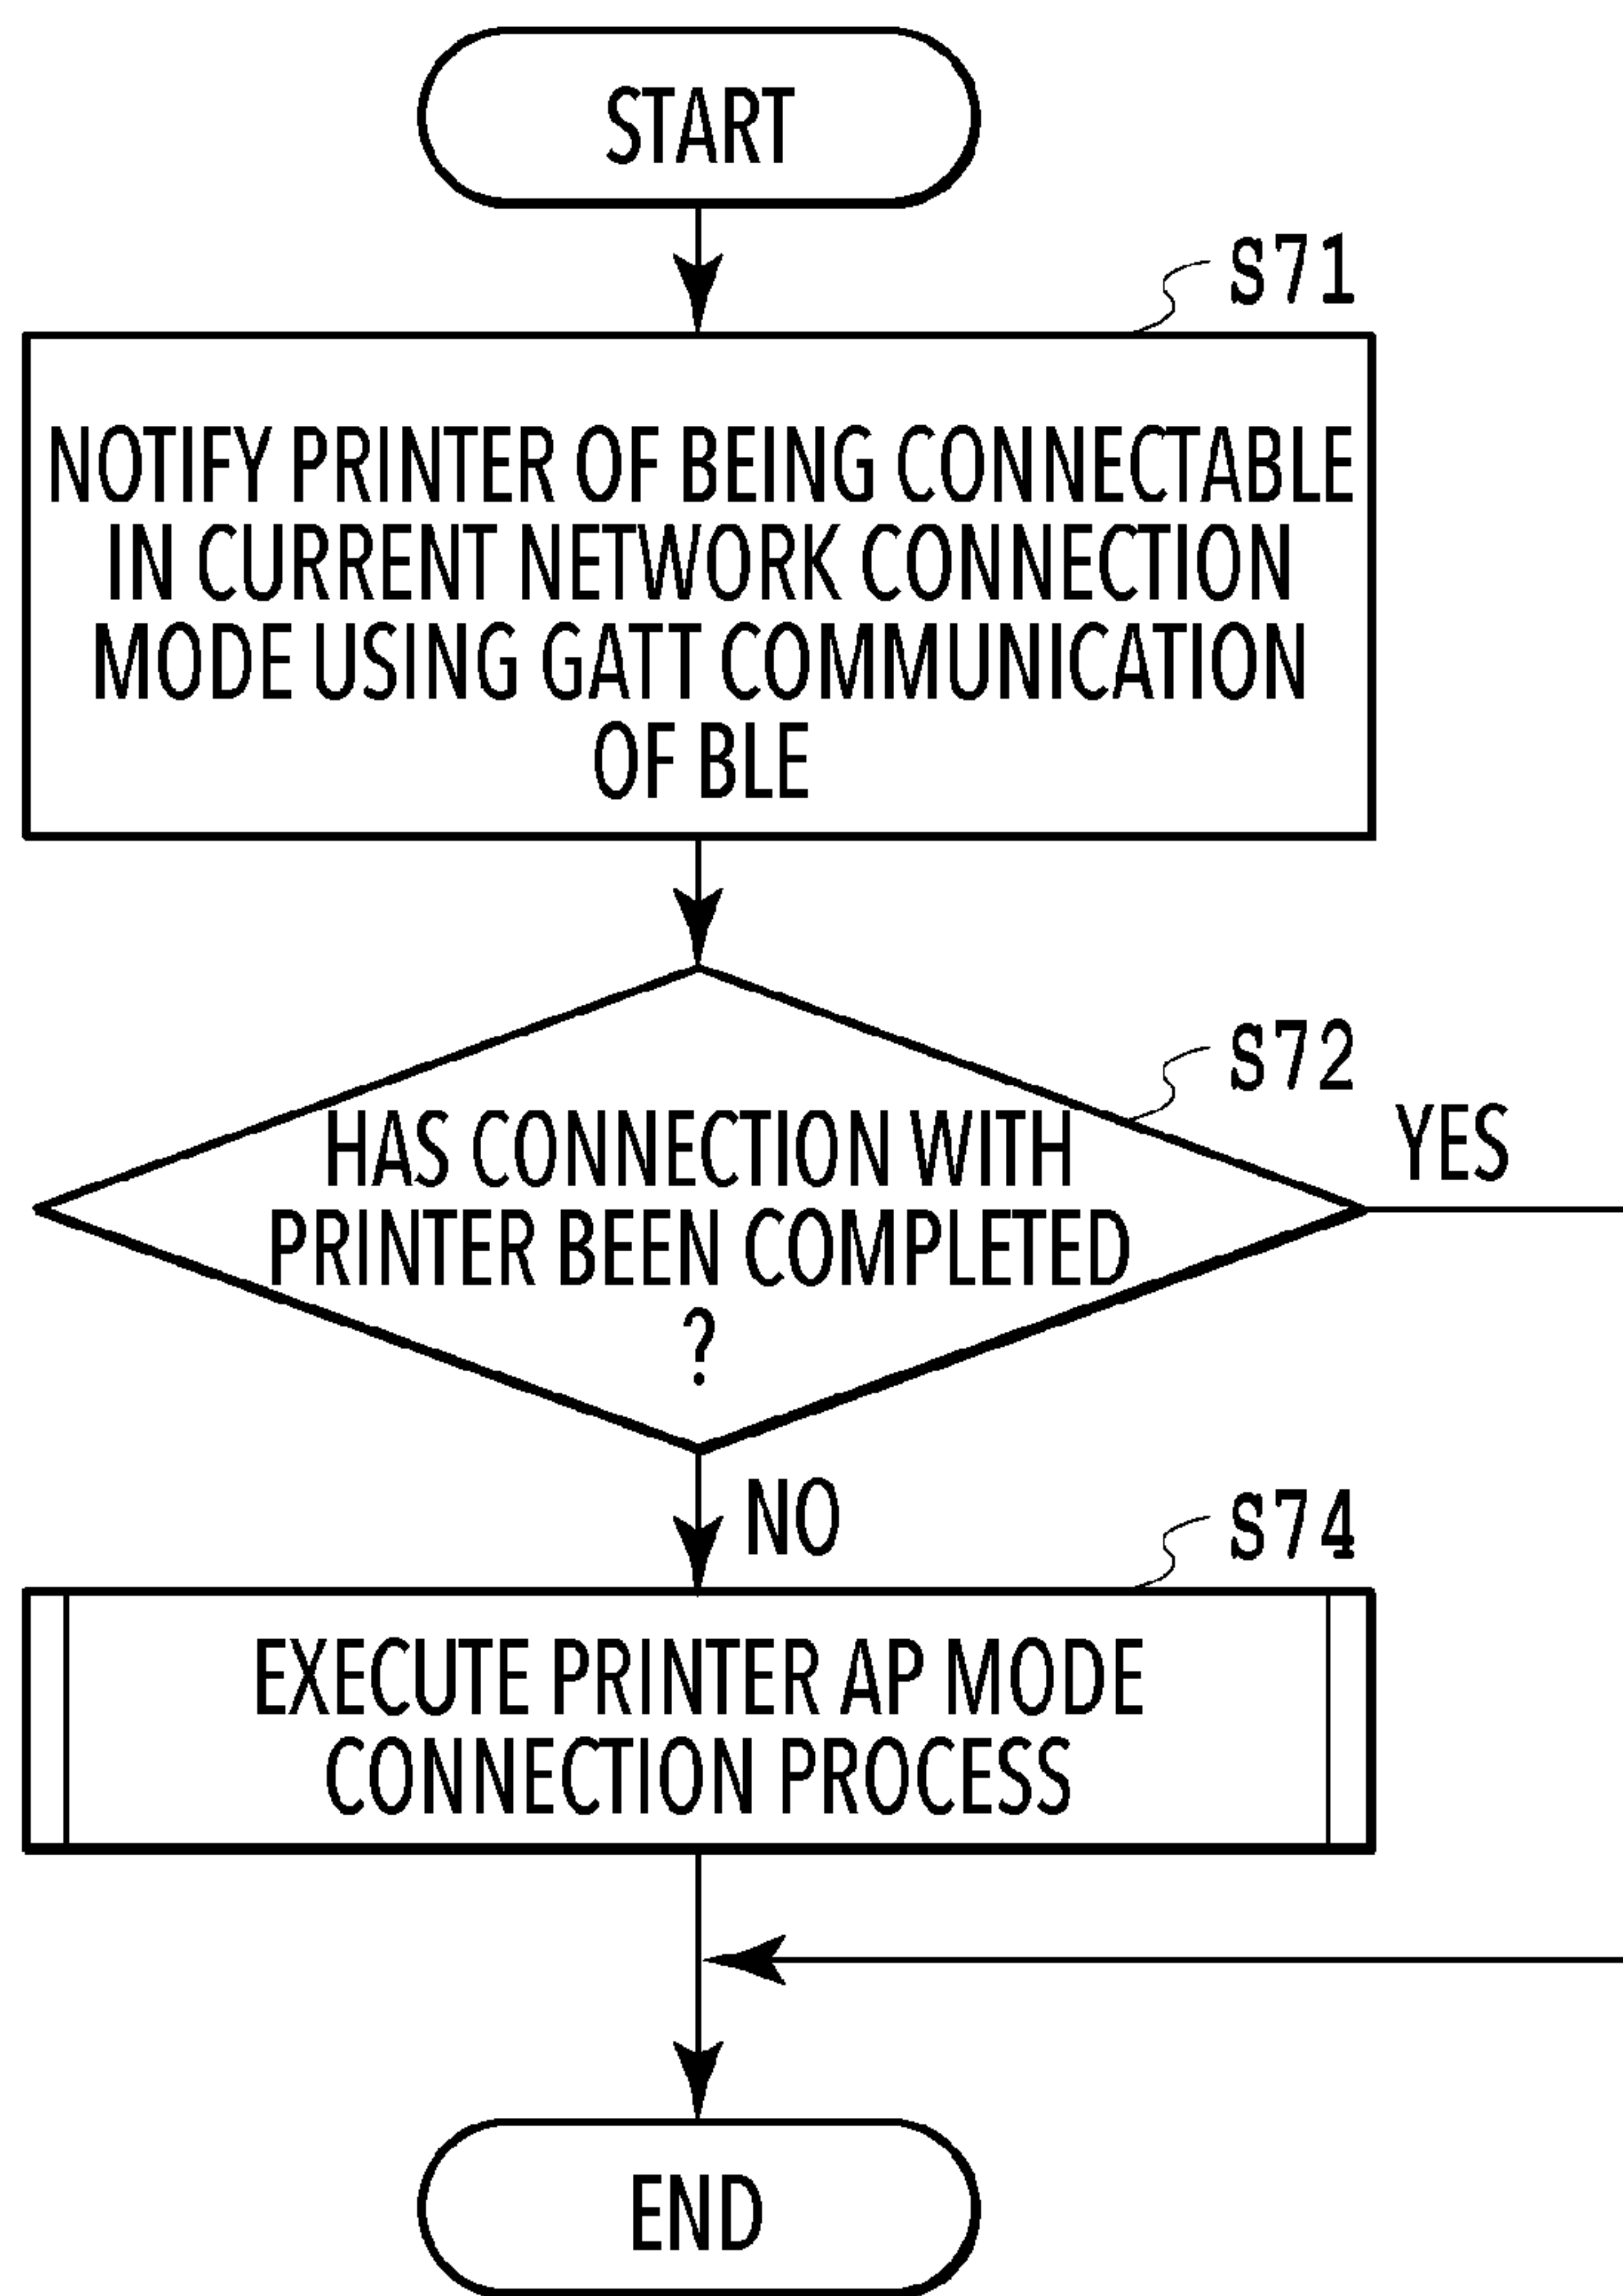 START
S71
NOTIFY PRINTER OF BEING CONNECTABLE
IN CURRENT NETWORK CONNECTION
MODE USING GATT COMMUNICATION
OF BLE
S72
YES
HAS CONNECTION WITH
PRINTER BEEN COMPLETED
?
NO
S74
EXECUTE PRINTER AP MODE
CONNECTION PROCESS
END